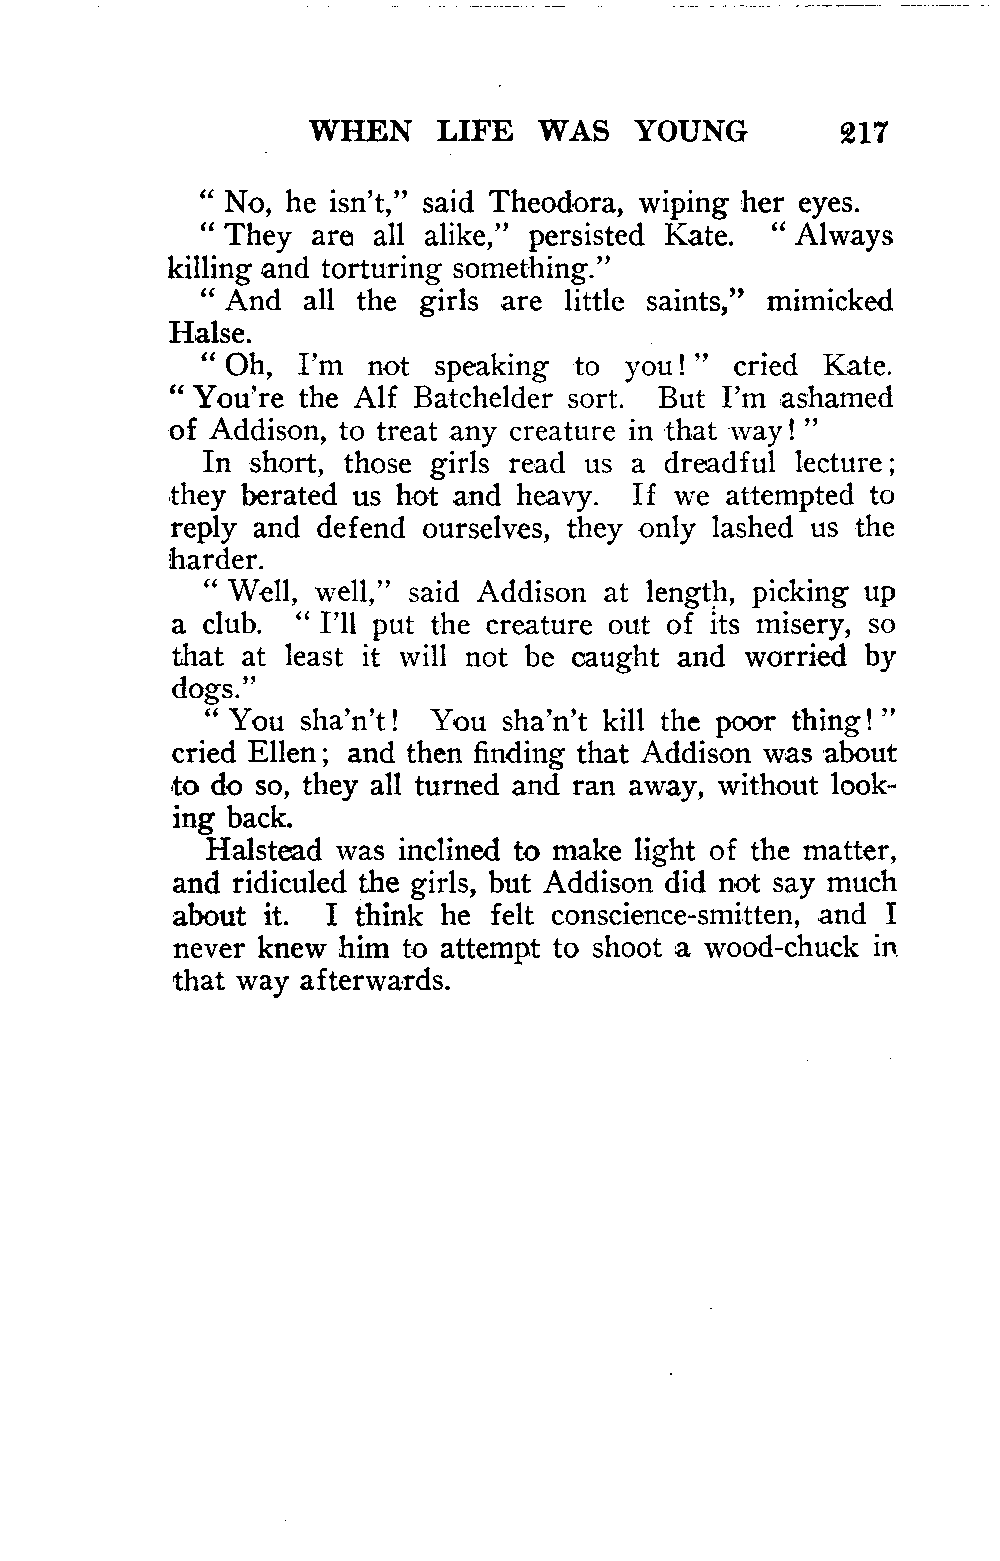 WHEN LIFE WAS YOUNG 217
" No, he isn't," said Theodora, wiping her eyes.
" They are all alike," persisted Kate. " Always
killing and torturing something."
" And all the girls are little saints," mimicked
Halse.
" Oh, I'm not speaking to you! " cried Kate.
" You're the Alf Batchelder sort. But I'm ashamed
of Addison, to treat any creature in that way! "
In short, those girls read us a dreadful lecture;
they berated us hot and heavy. If we attempted to
reply and defend ourselves, they only lashed us the
harder.
" Well, well," said Addison at length, picking up
a club. " I'll put the creature out of its misery, so
that at least it will not be caught and worried by
dogs."
" You sha'n't! You sha'n't kill the poor thing! "
cried Ellen; and then finding that Addison was about
to do so, they all turned and ran away, without look-
ing back.
Halstead was inclined to make light of the matter,
and ridiculed the girls, but Addison did not say much
about it. I think he felt conscience-smitten, and I
never knew him to attempt to shoot a wood-chuck in
that way afterwards.